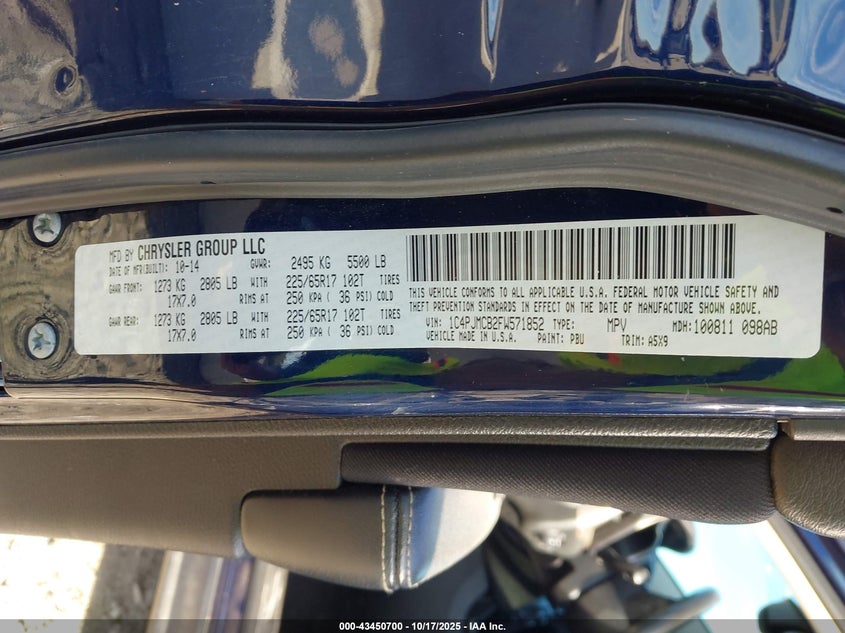 MFD BY CHRYSLER GROUP LLC
DATE OF MFR(BUILT): 10-14 GVWR: 2495 KG 5500 LB
GAWR FRONT: 1273 KG 2805 LB WITH 225/65R17 102T TIRES
17X7.0 RIMS AT 250 KPA ( 36 PSI) COLD
GAWR REAR: 1273 KG 2805 LB WITH 225/65R17 102T TIRES
17X7.0 RIMS AT 250 KPA ( 36 PSI) COLD
THIS VEHICLE CONFORMS TO ALL APPLICABLE U.S.A. FEDERAL MOTOR VEHICLE SAFETY AND
THEFT PREVENTION STANDARDS IN EFFECT ON THE DATE OF MANUFACTURE SHOWN ABOVE.
VIN: 1C4PJMCB2FW571852 TYPE: MPV MDH: 100811 098AB
VEHICLE MADE IN U.S.A. PAINT: PBU TRIM: A5X9
000-43450700 - 10/17/2025 - IAA Inc.